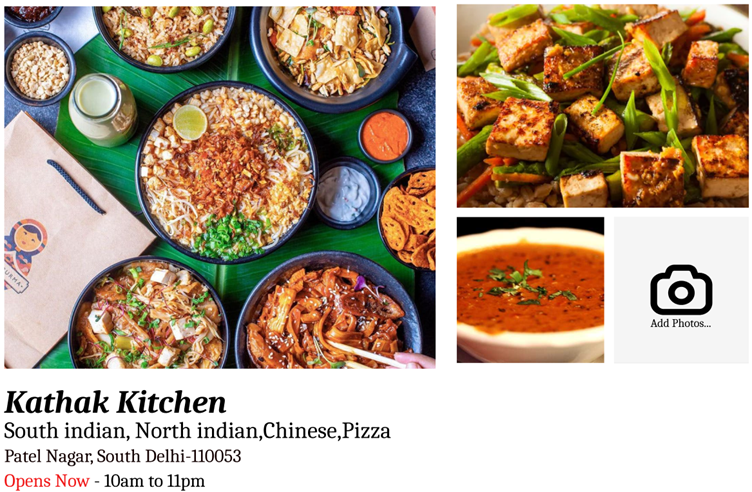 Add Photos...
Kathak Kitchen
South indian, North indian,Chinese,Pizza
Patel Nagar, South Delhi-110053
Opens Now - 10am to 11pm